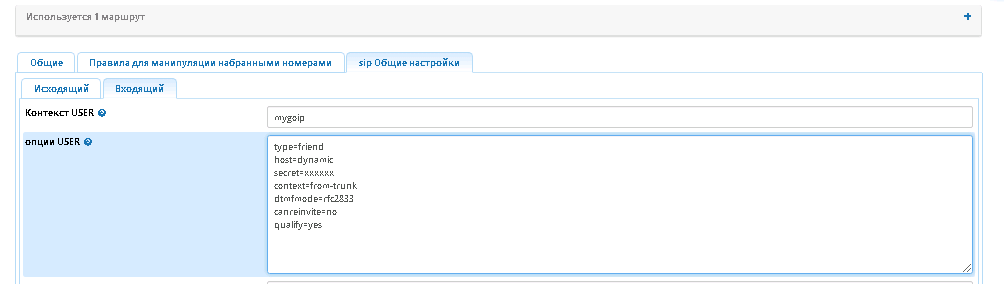 Используется 1 маршрут
Общие
Правила для манипуляции набранными номерами
sip Общие настройки
Исходящий
Входящий
Контекст USER
mygoip
опции USER
type=friend
host=dynamic
secret=xxxxxx
context=from-trunk
dtmfmode=rfc2833
canreinvite=no
qualify=yes